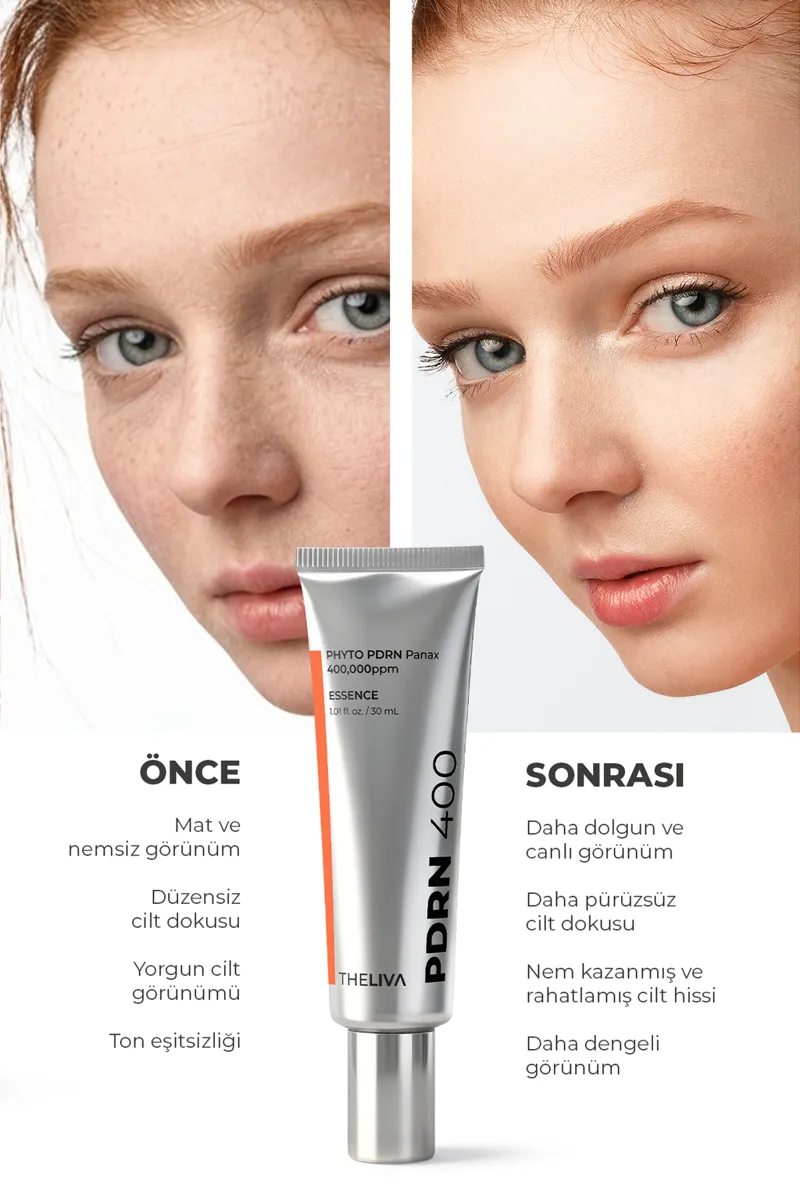 PHYTO PDRN Panax
400,000ppm
ESSENCE
1.01 fl. oz. / 30 mL
PDRN 400
THELIVA
ÖNCE
Mat ve
nemsiz görünüm
Düzensiz
cilt dokusu
Yorgun cilt
görünümü
Ton eşitsizliği
SONRASI
Daha dolgun ve
canlı görünüm
Daha pürüzsüz
cilt dokusu
Nem kazanmış ve
rahatlamış cilt hissi
Daha dengeli
görünüm